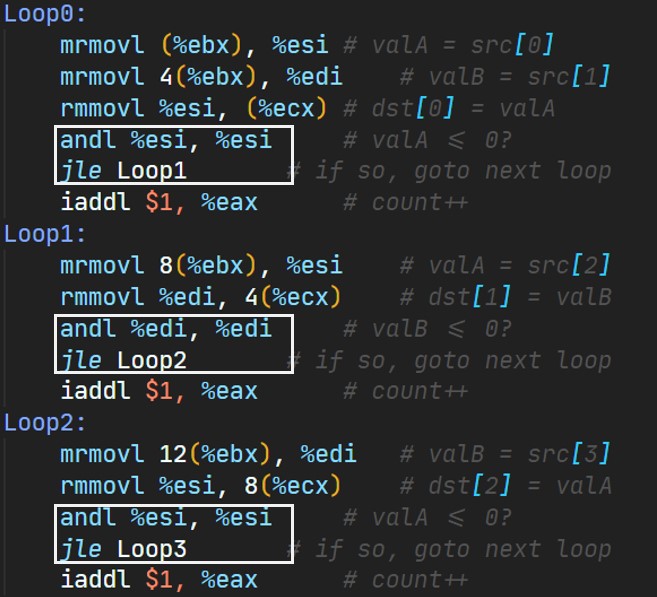 Loop0:
mrmovl (%ebx), %esi # valA = src[0]
mrmovl 4(%ebx), %edi # valB = src[1]
rmmovl %esi, (%ecx) # dst[0] = valA
andl %esi, %esi # valA <= 0?
jle Loop1 # if so, goto next loop
iaddl $1, %eax # count++
Loop1:
mrmovl 8(%ebx), %esi # valA = src[2]
rmmovl %edi, 4(%ecx) # dst[1] = valB
andl %edi, %edi # valB <= 0?
jle Loop2 # if so, goto next loop
iaddl $1, %eax # count++
Loop2:
mrmovl 12(%ebx), %edi # valB = src[3]
rmmovl %esi, 8(%ecx) # dst[2] = valA
andl %esi, %esi # valA <= 0?
jle Loop3 # if so, goto next loop
iaddl $1, %eax # count++